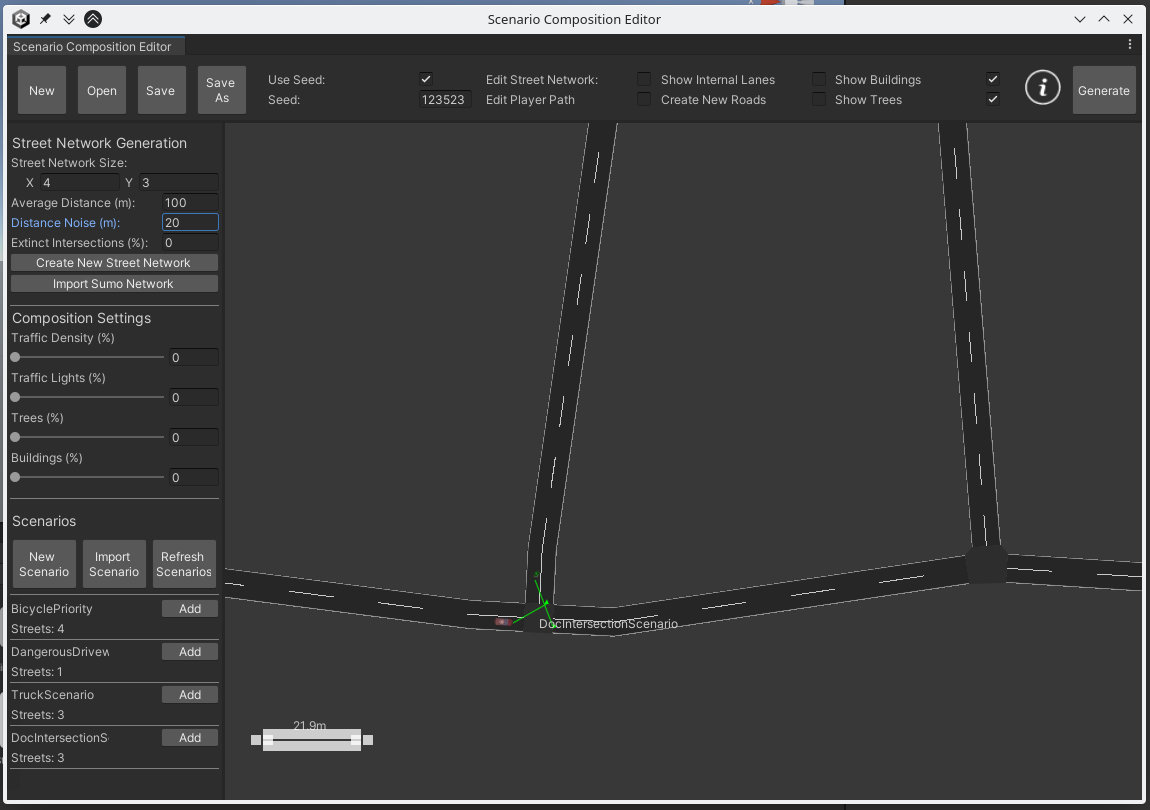 Scenario Composition Editor
Scenario Composition Editor
New
Open
Save
Save
As
Use Seed:
Seed:
123523
Edit Street Network:
Edit Player Path
Show Internal Lanes
Create New Roads
Show Buildings
Show Trees
i
Generate
Street Network Generation
Street Network Size:
X 4 Y 3
Average Distance (m): 100
Distance Noise (m): 20
Extinct Intersections (%): 0
Create New Street Network
Import Sumo Network
Composition Settings
Traffic Density (%)
0
Traffic Lights (%)
0
Trees (%)
0
Buildings (%)
0
Scenarios
New
Scenario
Import
Scenario
Refresh
Scenarios
BicyclePriority Add
Streets: 4
DangerousDrivew Add
Streets: 1
TruckScenario Add
Streets: 3
DocIntersectionS Add
Streets: 3
DocIntersectionScenario
21.9m